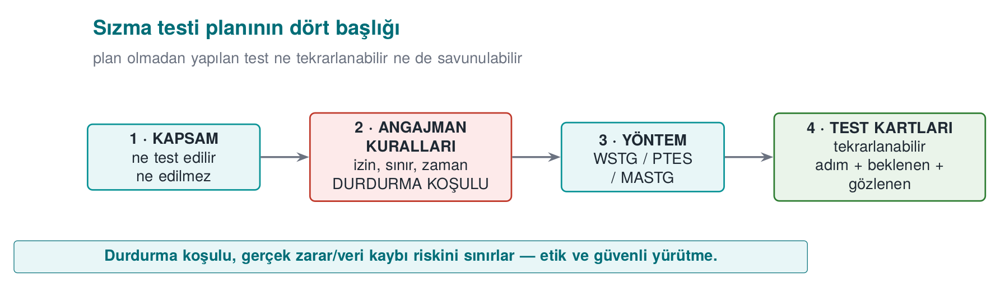 Sızma testi planının dört başlığı
plan olmadan yapılan test ne tekrarlanabilir ne de savunulabilir
1 · KAPSAM
ne test edilir
ne edilmez
2 · ANGAJMAN
KURALLARI
izin, sınır, zaman
DURDURMA KOŞULU
3 · YÖNTEM
WSTG / PTES
/ MASTG
4 · TEST KARTLARI
tekrarlanabilir
adım + beklenen +
gözlenen
Durdurma koşulu, gerçek zarar/veri kaybı riskini sınırlar — etik ve güvenli yürütme.